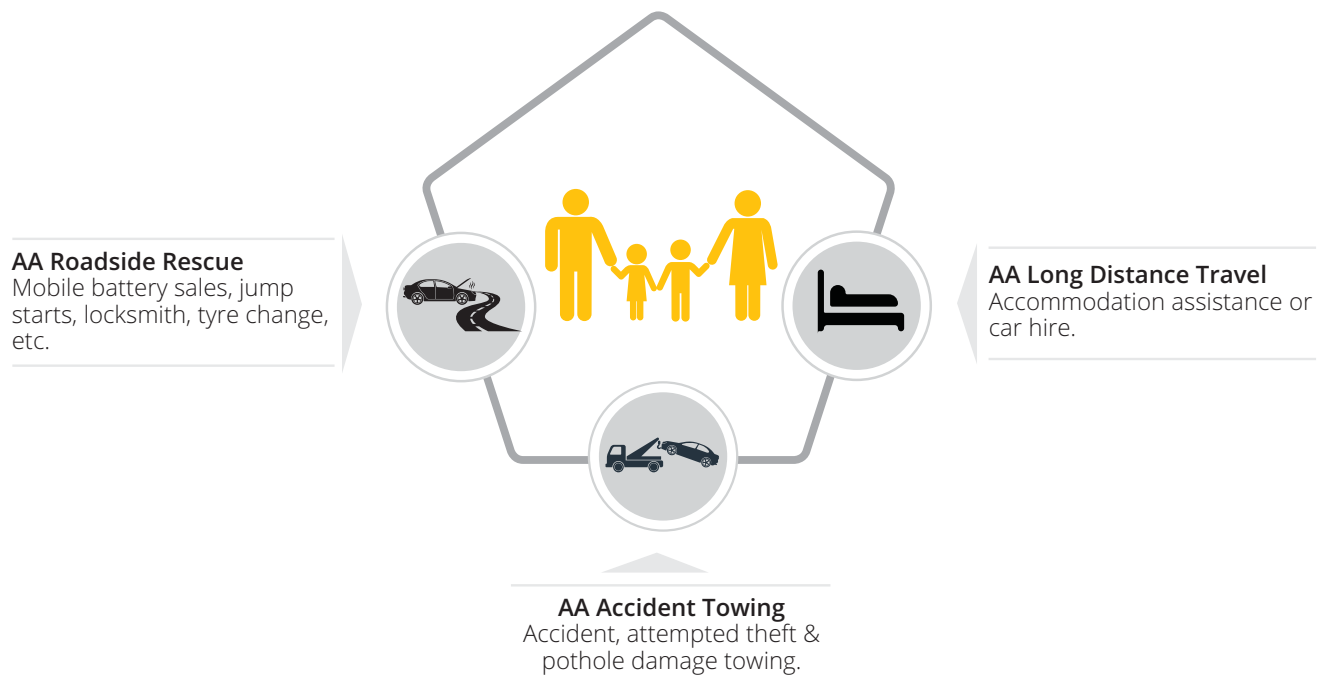 AA Roadside Rescue
Mobile battery sales, jump
starts, locksmith, tyre change,
etc.
AA Long Distance Travel
Accommodation assistance or
car hire.
AA Accident Towing
Accident, attempted theft &
pothole damage towing.